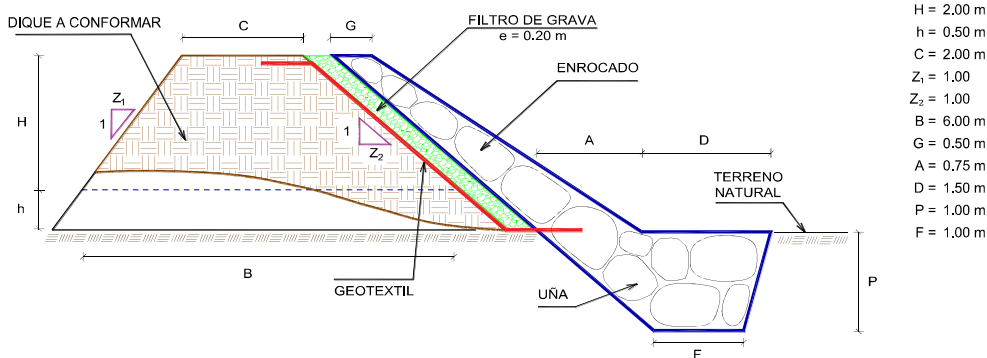 DIQUE A CONFORMAR
C
G
FILTRO DE GRAVA
e = 0.20 m
ENROCADO
H
Z₁
1
1
Z₂
A
D
TERRENO
NATURAL
h
B
GEOTEXTIL
UÑA
P
F
H = 2.00 m
h = 0.50 m
C = 2.00 m
Z₁ = 1.00
Z₂ = 1.00
B = 6.00 m
G = 0.50 m
A = 0.75 m
D = 1.50 m
P = 1.00 m
F = 1,00 m